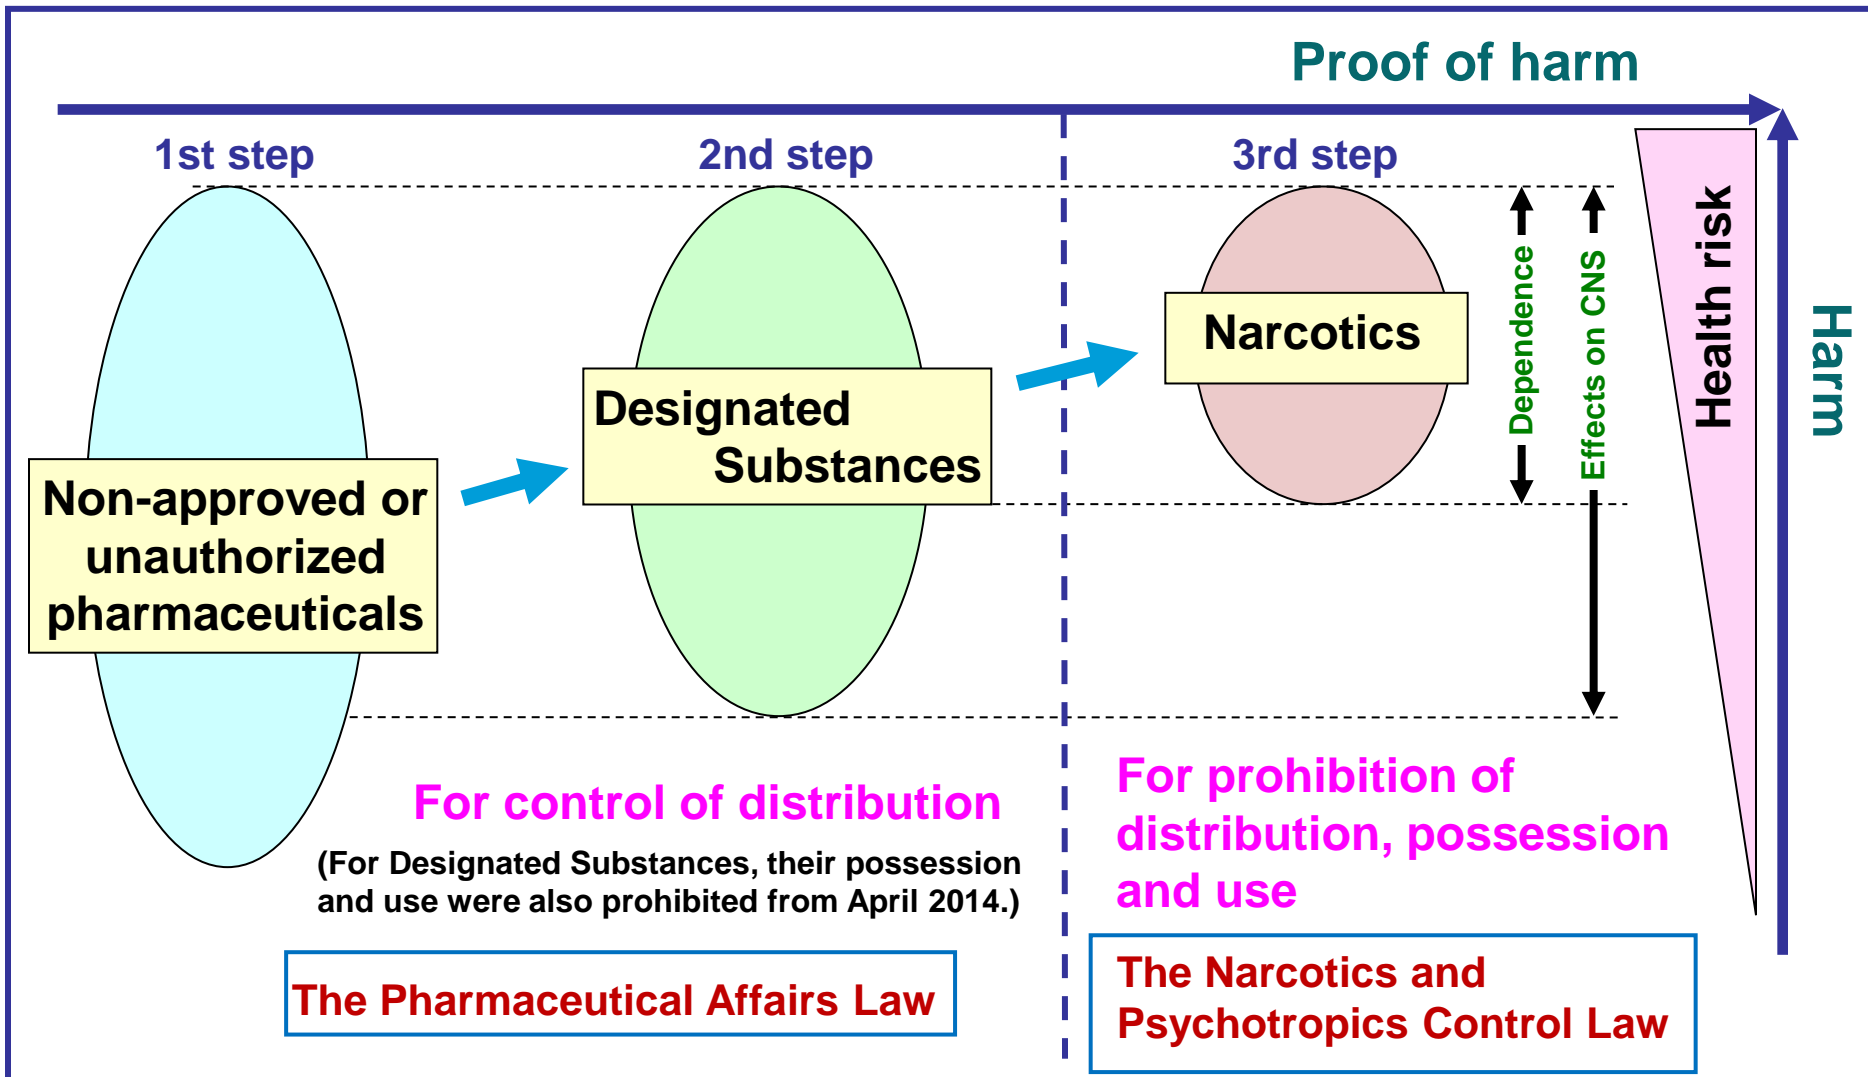 Proof of harm
1st step
2nd step
3rd step
Non-approved or
unauthorized
pharmaceuticals
Designated
Substances
Narcotics
Dependence
Effects on CNS
Health risk
Harm
For control of distribution
(For Designated Substances, their possession
and use were also prohibited from April 2014.)
The Pharmaceutical Affairs Law
For prohibition of
distribution, possession
and use
The Narcotics and
Psychotropics Control Law